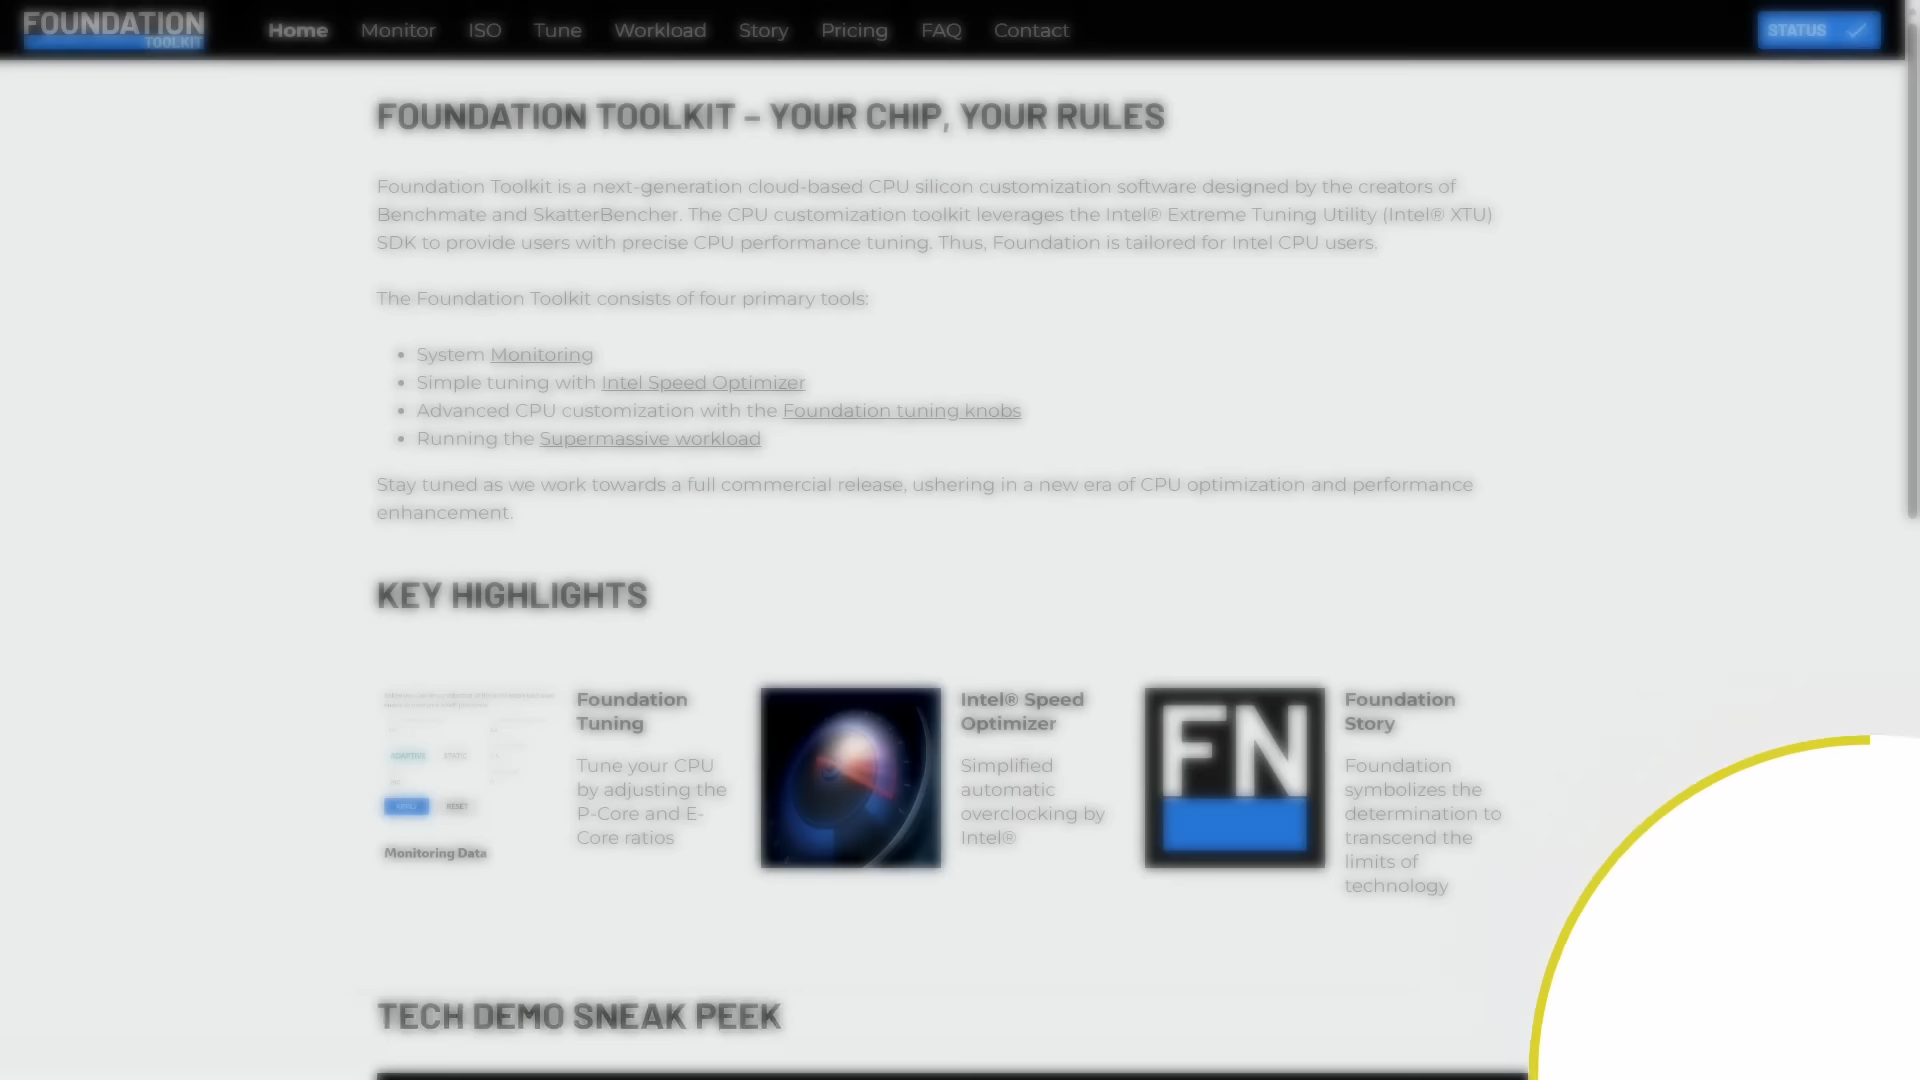 FOUNDATION
TOOLKIT
Home Monitor ISO Tune Workload Story Pricing FAQ Contact
STATUS
FOUNDATION TOOLKIT – YOUR CHIP, YOUR RULES
Foundation Toolkit is a next-generation cloud-based CPU silicon customization software designed by the creators of
Benchmate and SkatterBencher. The CPU customization toolkit leverages the Intel® Extreme Tuning Utility (Intel® XTU)
SDK to provide users with precise CPU performance tuning. Thus, Foundation is tailored for Intel CPU users.
The Foundation Toolkit consists of four primary tools:
• System Monitoring
• Simple tuning with Intel Speed Optimizer
• Advanced CPU customization with the Foundation tuning knobs
• Running the Supermassive workload
Stay tuned as we work towards a full commercial release, ushering in a new era of CPU optimization and performance
enhancement.
KEY HIGHLIGHTS
ADAPTIVE STATIC
APPLY RESET
Monitoring Data
Foundation
Tuning
Tune your CPU
by adjusting the
P-Core and E-
Core ratios
Intel® Speed
Optimizer
Simplified
automatic
overclocking by
Intel®
FN
Foundation
Story
Foundation
symbolizes the
determination to
transcend the
limits of
technology
TECH DEMO SNEAK PEEK